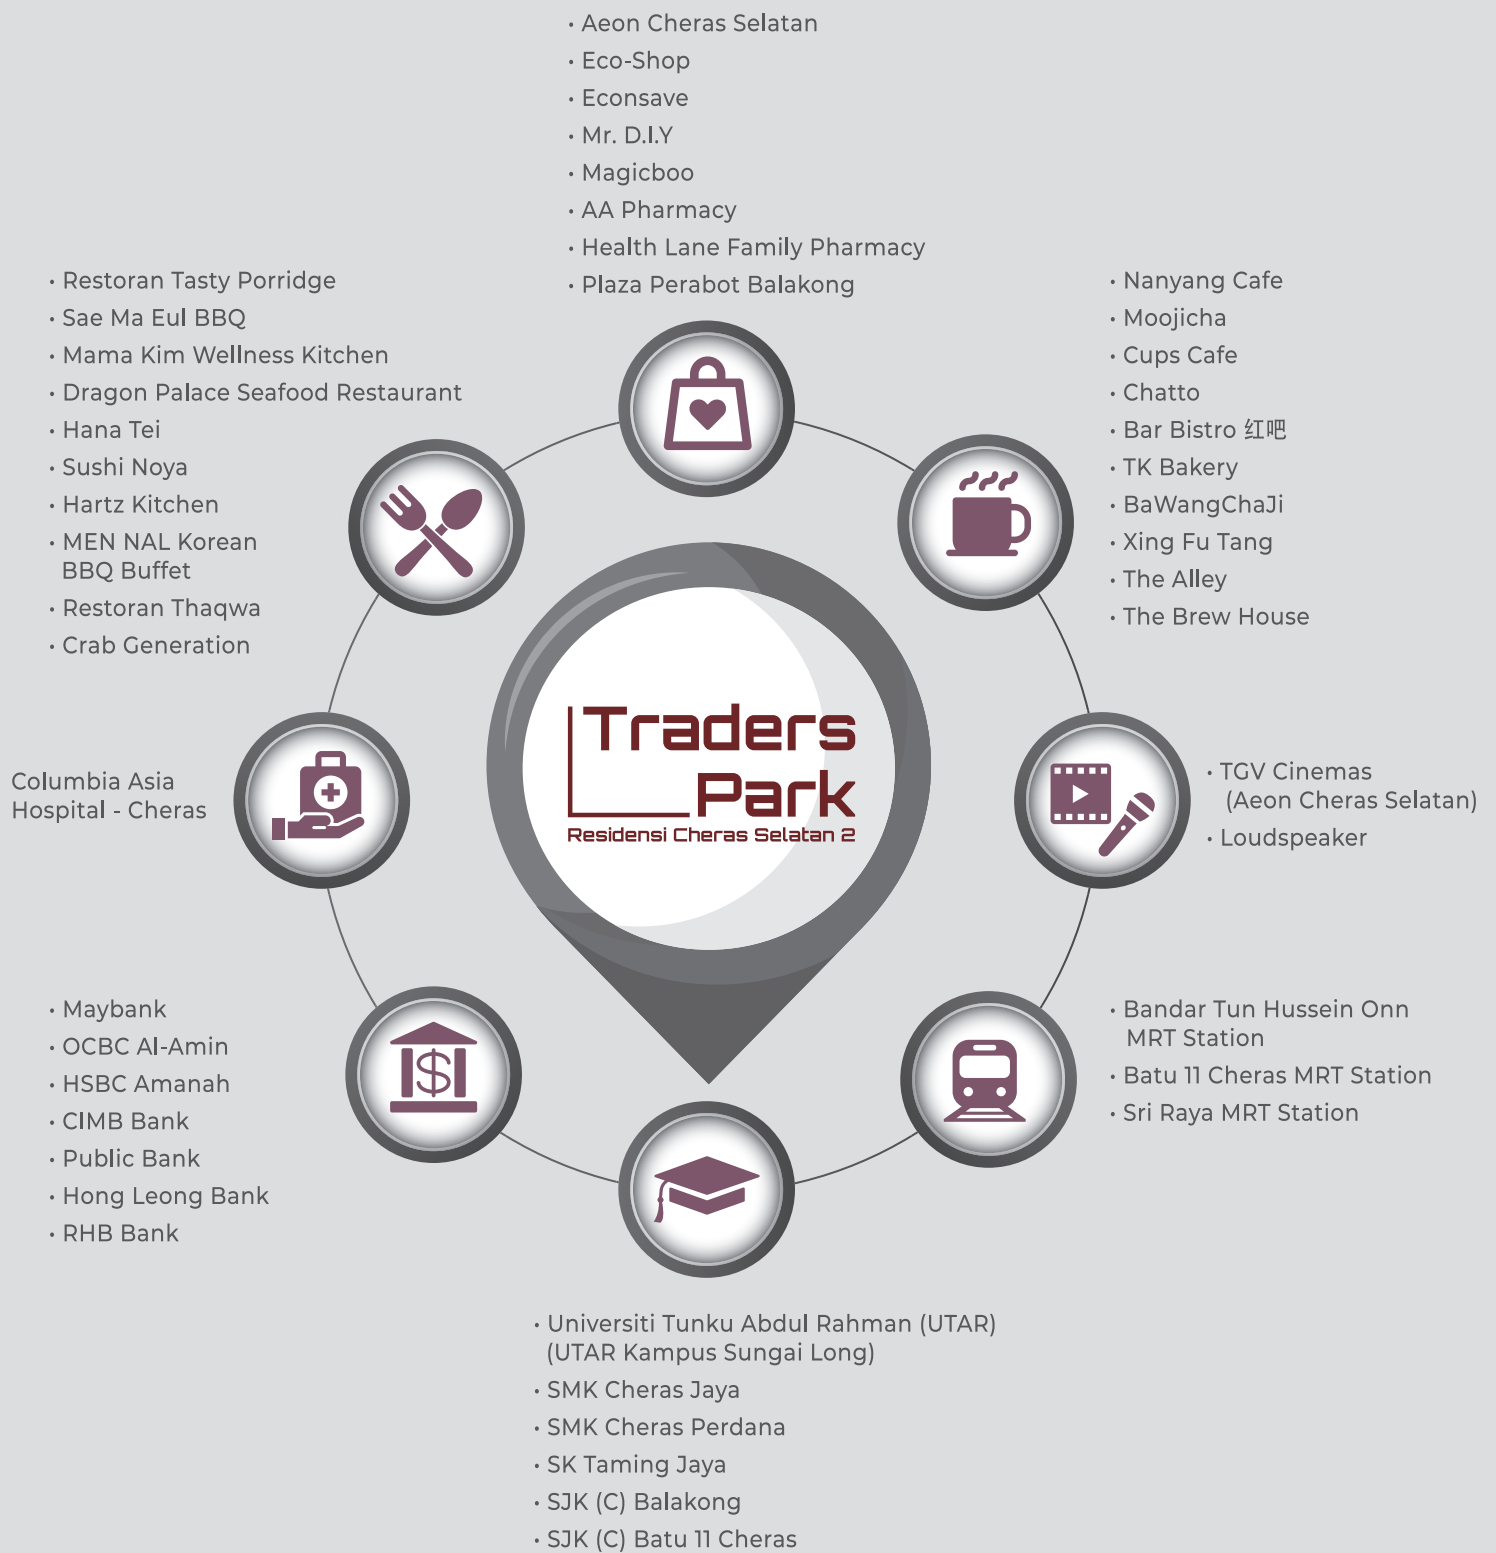 • Aeon Cheras Selatan
• Eco-Shop
• Econsave
• Mr. D.I.Y
• Magicboo
• AA Pharmacy
• Health Lane Family Pharmacy
• Plaza Perabot Balakong
• Restoran Tasty Porridge
• Sae Ma Eul BBQ
• Mama Kim Wellness Kitchen
• Dragon Palace Seafood Restaurant
• Hana Tei
• Sushi Noya
• Hartz Kitchen
• MEN NAL Korean
BBQ Buffet
• Restoran Thaqwa
• Crab Generation
• Nanyang Cafe
• Moojicha
• Cups Cafe
• Chatto
• Bar Bistro 红吧
• TK Bakery
• BaWangChaJi
• Xing Fu Tang
• The Alley
• The Brew House
Traders
Park
Residensi Cheras Selatan 2
Columbia Asia
Hospital - Cheras
• TGV Cinemas
(Aeon Cheras Selatan)
• Loudspeaker
• Maybank
• OCBC Al-Amin
• HSBC Amanah
• CIMB Bank
• Public Bank
• Hong Leong Bank
• RHB Bank
$
• Bandar Tun Hussein Onn
MRT Station
• Batu 11 Cheras MRT Station
• Sri Raya MRT Station
• Universiti Tunku Abdul Rahman (UTAR)
(UTAR Kampus Sungai Long)
• SMK Cheras Jaya
• SMK Cheras Perdana
• SK Taming Jaya
• SJK (C) Balakong
• SJK (C) Batu 11 Cheras